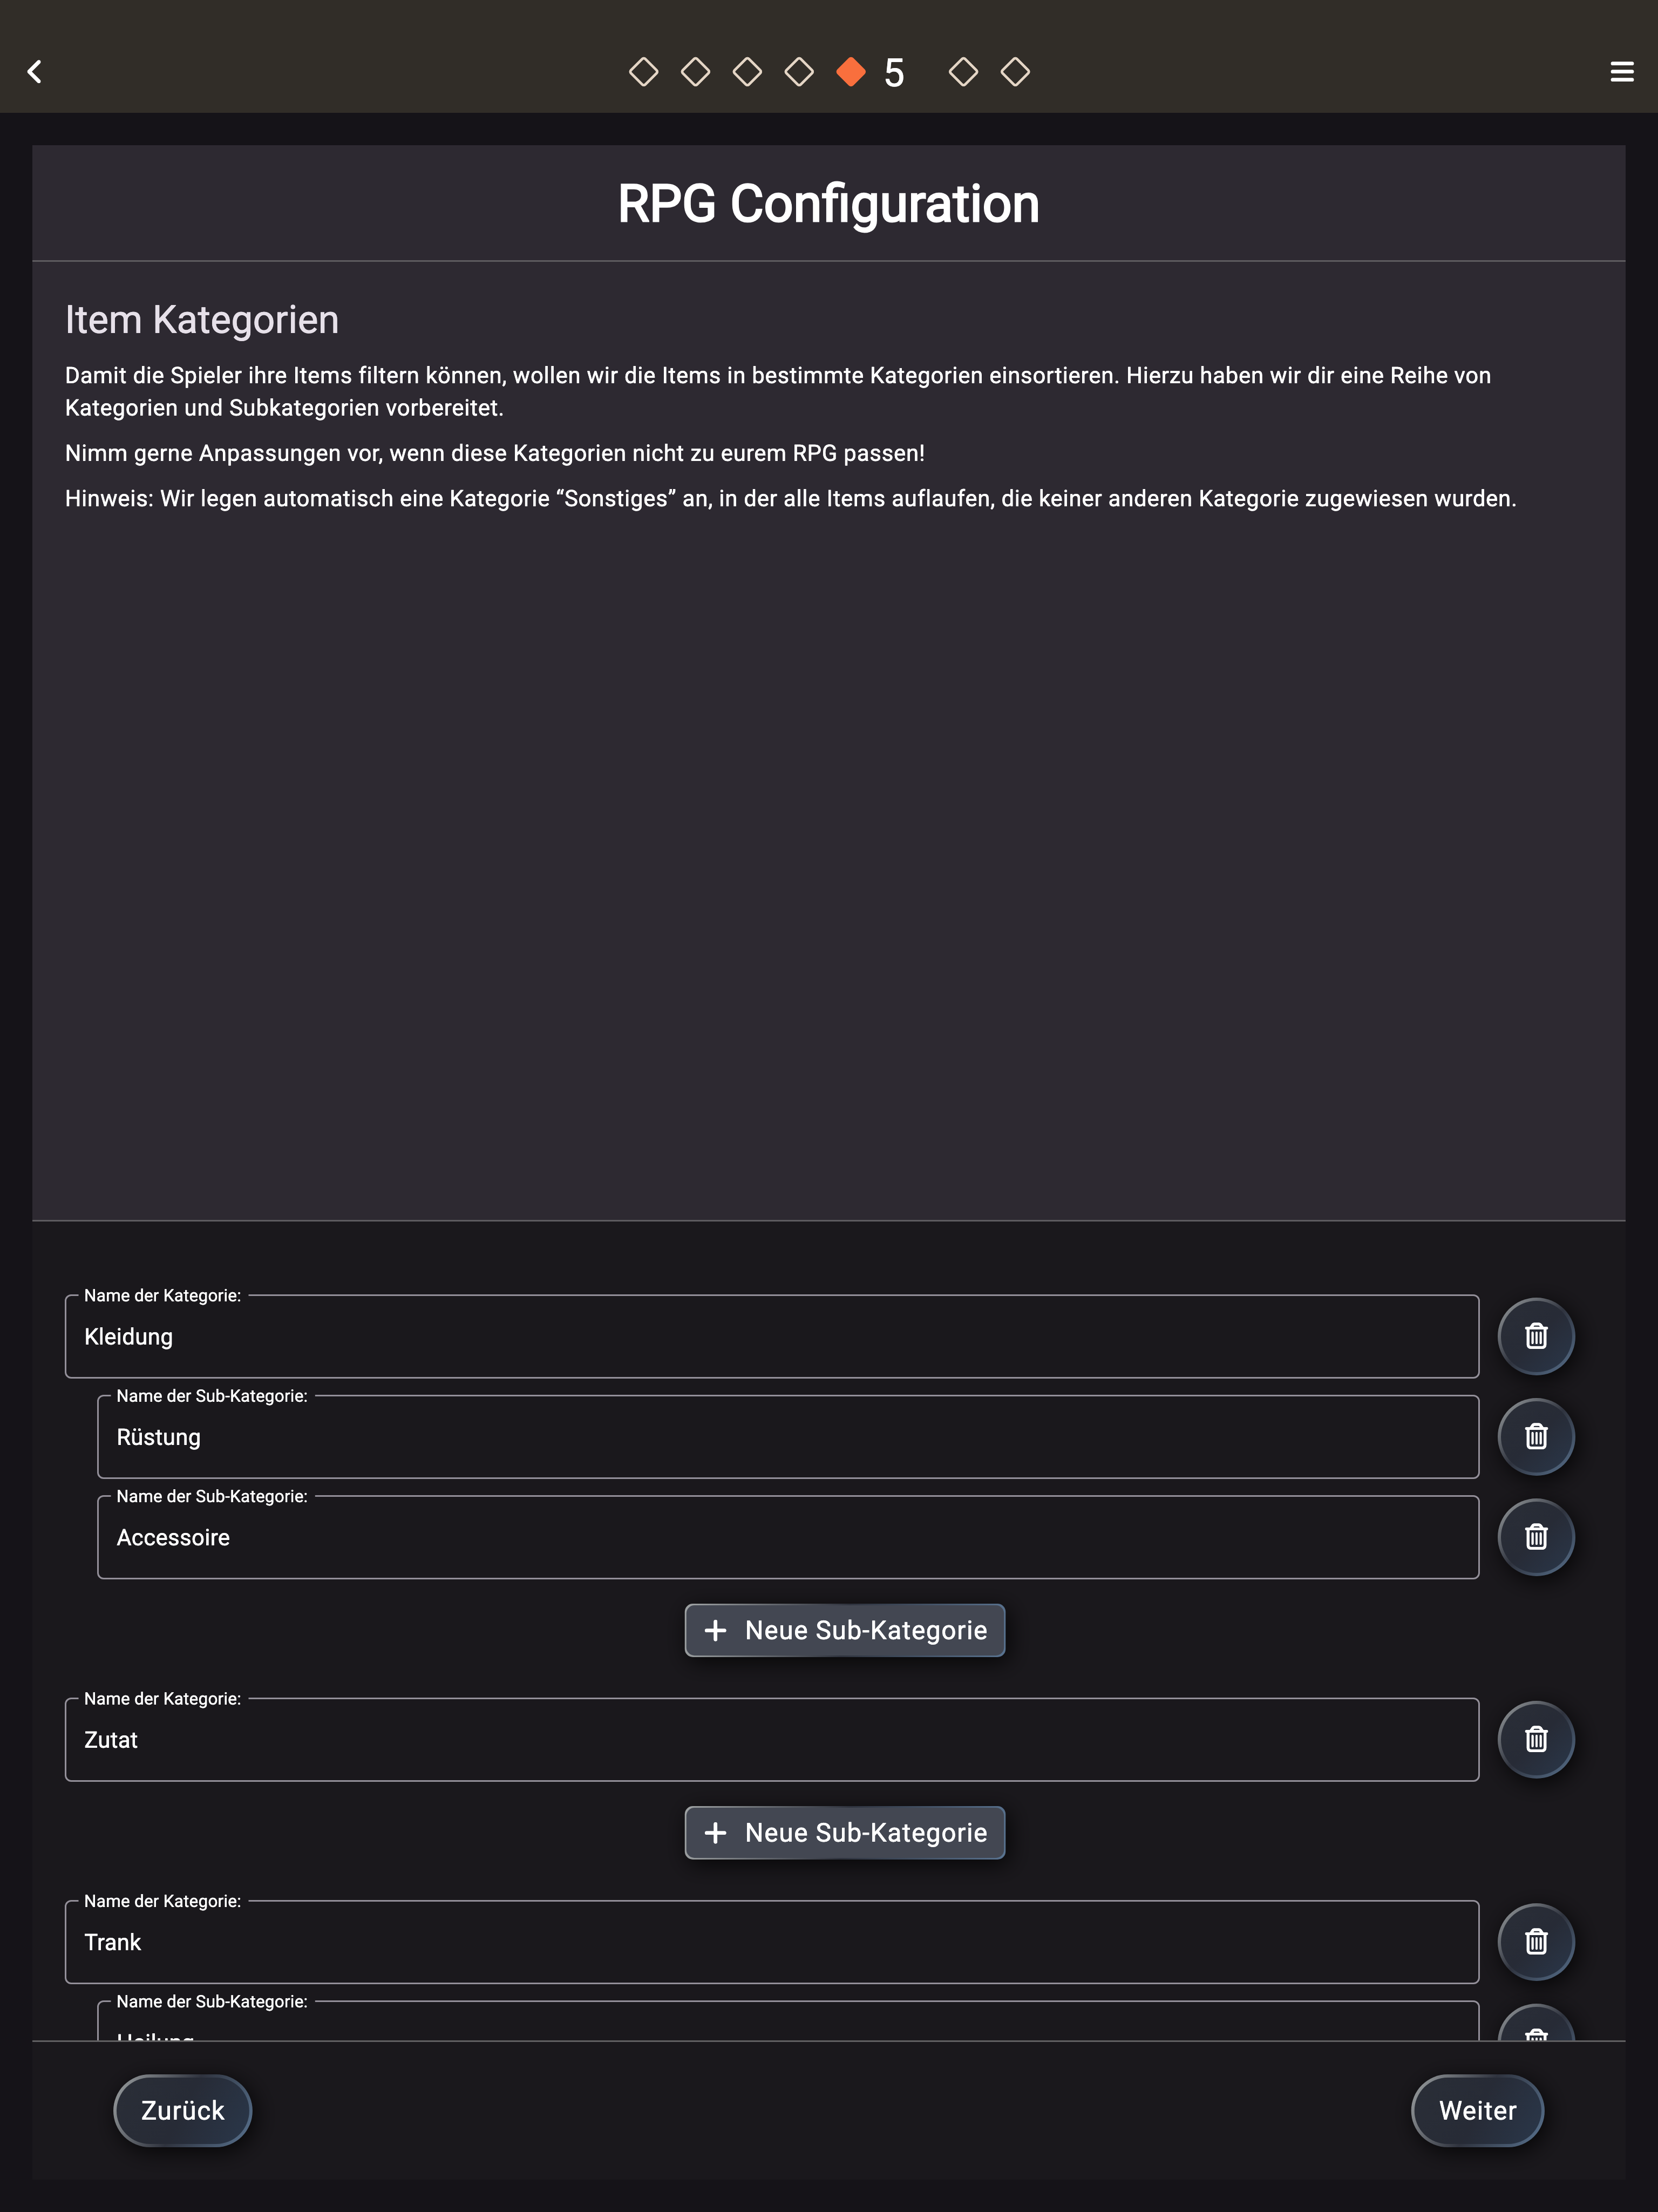 5
RPG Configuration
Item Kategorien
Damit die Spieler ihre Items filtern können, wollen wir die Items in bestimmte Kategorien einsortieren. Hierzu haben wir dir eine Reihe von
Kategorien und Subkategorien vorbereitet.
Nimm gerne Anpassungen vor, wenn diese Kategorien nicht zu eurem RPG passen!
Hinweis: Wir legen automatisch eine Kategorie “Sonstiges” an, in der alle Items auflaufen, die keiner anderen Kategorie zugewiesen wurden.
Name der Kategorie:
Kleidung
Name der Sub-Kategorie:
Rüstung
Name der Sub-Kategorie:
Accessoire
+ Neue Sub-Kategorie
Name der Kategorie:
Zutat
+ Neue Sub-Kategorie
Name der Kategorie:
Trank
Name der Sub-Kategorie:
Zurück
Weiter